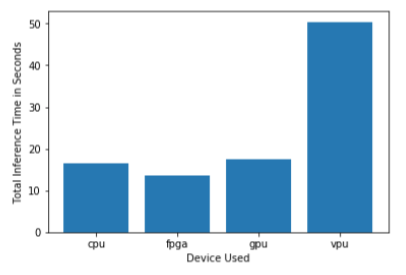 Total Inference Time in Seconds
50
40
30
20
10
0
cpu
fpga
gpu
vpu
Device Used